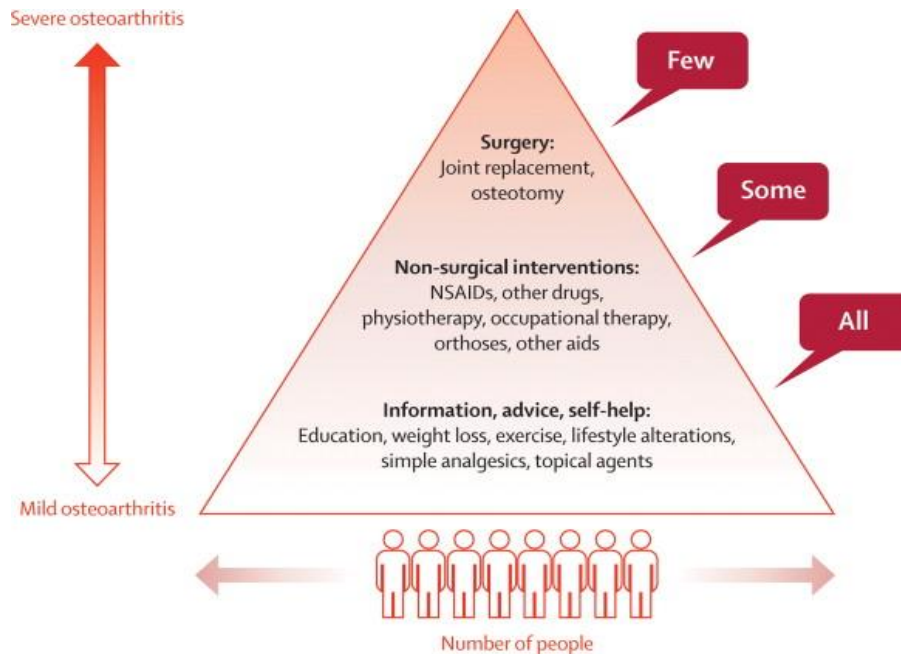 Severe osteoarthritis
Few
Surgery:
Joint replacement,
osteotomy
Some
Non-surgical interventions:
NSAIDs, other drugs,
physiotherapy, occupational therapy,
orthoses, other aids
All
Information, advice, self-help:
Education, weight loss, exercise, lifestyle alterations,
simple analgesics, topical agents
Mild osteoarthritis
Number of people